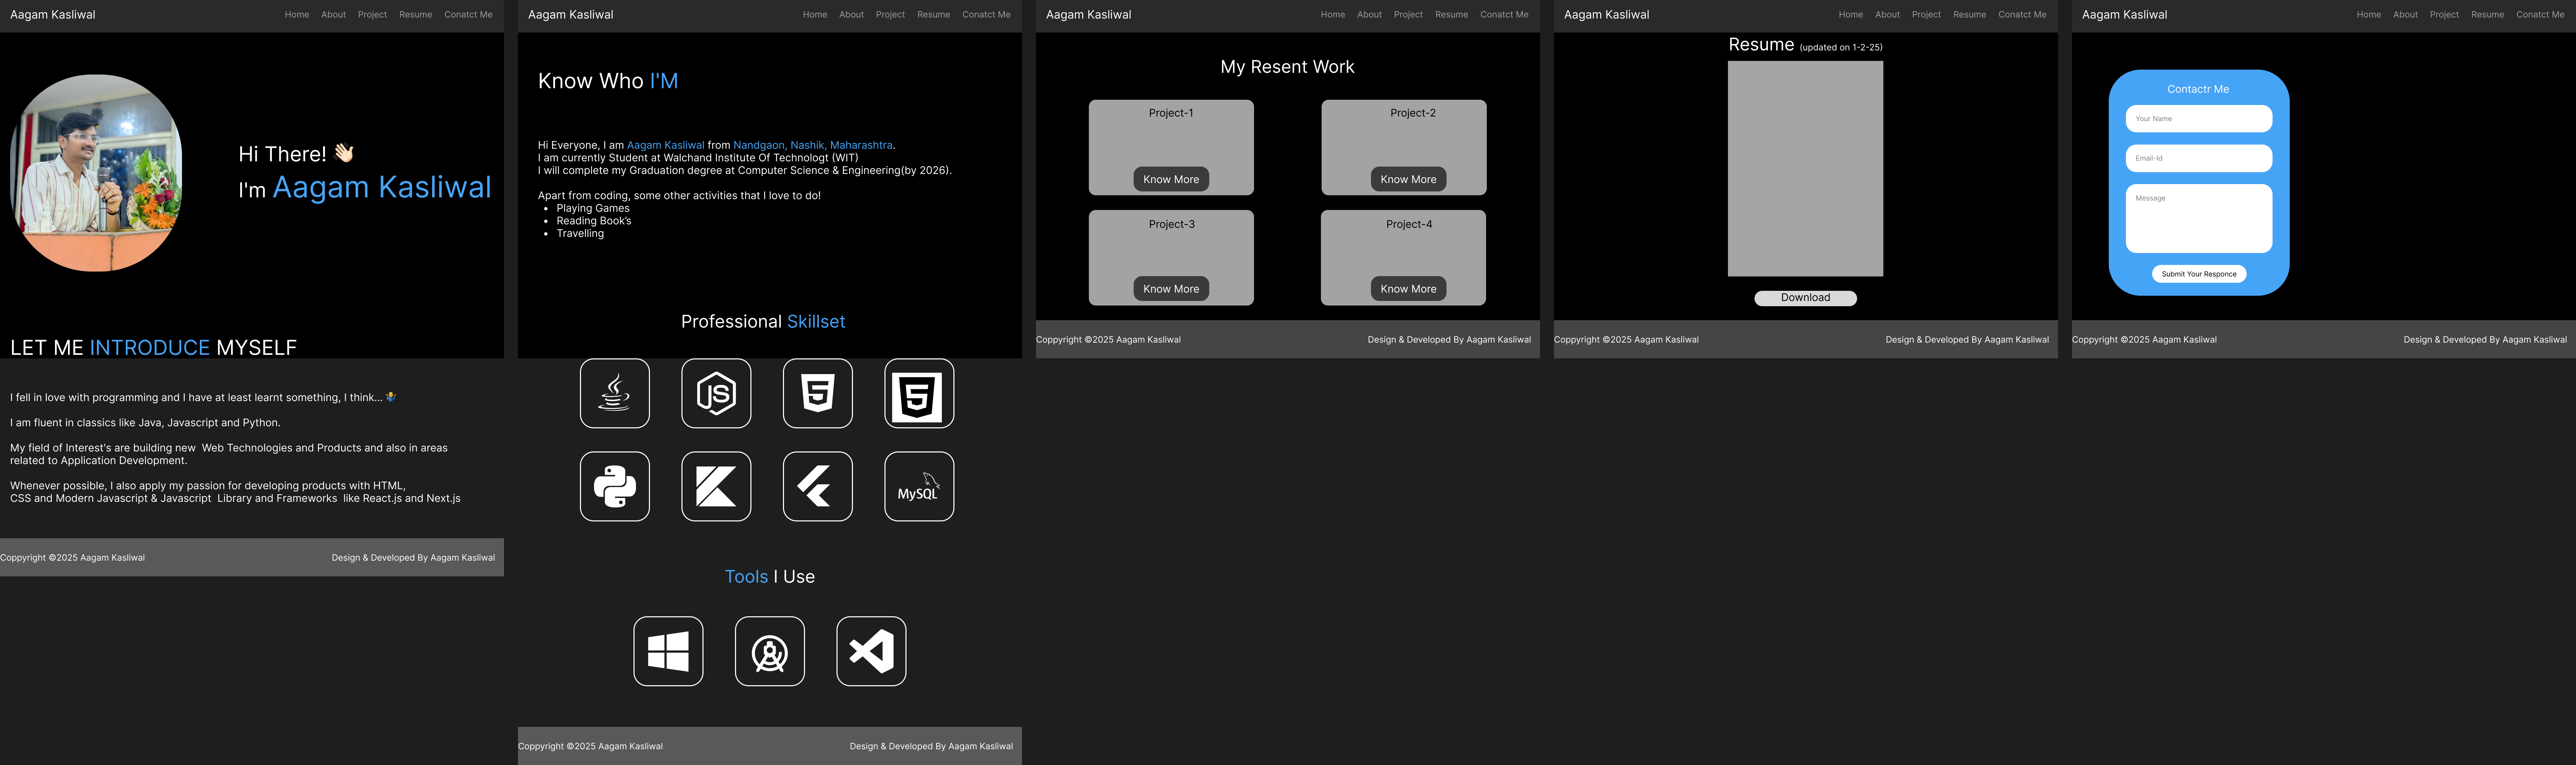 Aagam Kasliwal
Home About Project Resume Conatct Me
Hi There! 👋🏻
I'm Aagam Kasliwal
LET ME INTRODUCE MYSELF
I fell in love with programming and I have at least learnt something, I think... 🤷‍♂️
I am fluent in classics like Java, Javascript and Python.
My field of Interest's are building new Web Technologies and Products and also in areas
related to Application Development.
Whenever possible, I also apply my passion for developing products with HTML,
CSS and Modern Javascript & Javascript Library and Frameworks like React.js and Next.js
Coppyright ©2025 Aagam Kasliwal
Design & Developed By Aagam Kasliwal
Aagam Kasliwal
Home About Project Resume Conatct Me
Know Who I'M
Hi Everyone, I am Aagam Kasliwal from Nandgaon, Nashik, Maharashtra.
I am currently Student at Walchand Institute Of Technologt (WIT)
I will complete my Graduation degree at Computer Science & Engineering(by 2026).
Apart from coding, some other activities that I love to do!
• Playing Games
• Reading Book's
• Travelling
Professional Skillset
JS
5
5
MySQL
Tools I Use
Coppyright ©2025 Aagam Kasliwal
Design & Developed By Aagam Kasliwal
Aagam Kasliwal
Home About Project Resume Conatct Me
My Resent Work
Project-1
Know More
Project-2
Know More
Project-3
Know More
Project-4
Know More
Coppyright ©2025 Aagam Kasliwal
Design & Developed By Aagam Kasliwal
Aagam Kasliwal
Home About Project Resume Conatct Me
Resume (updated on 1-2-25)
Download
Coppyright ©2025 Aagam Kasliwal
Design & Developed By Aagam Kasliwal
Aagam Kasliwal
Home About Project Resume Conatct Me
Contactr Me
Your Name
Email-Id
Message
Submit Your Responce
Coppyright ©2025 Aagam Kasliwal
Design & Developed By Aagam Kasliwal